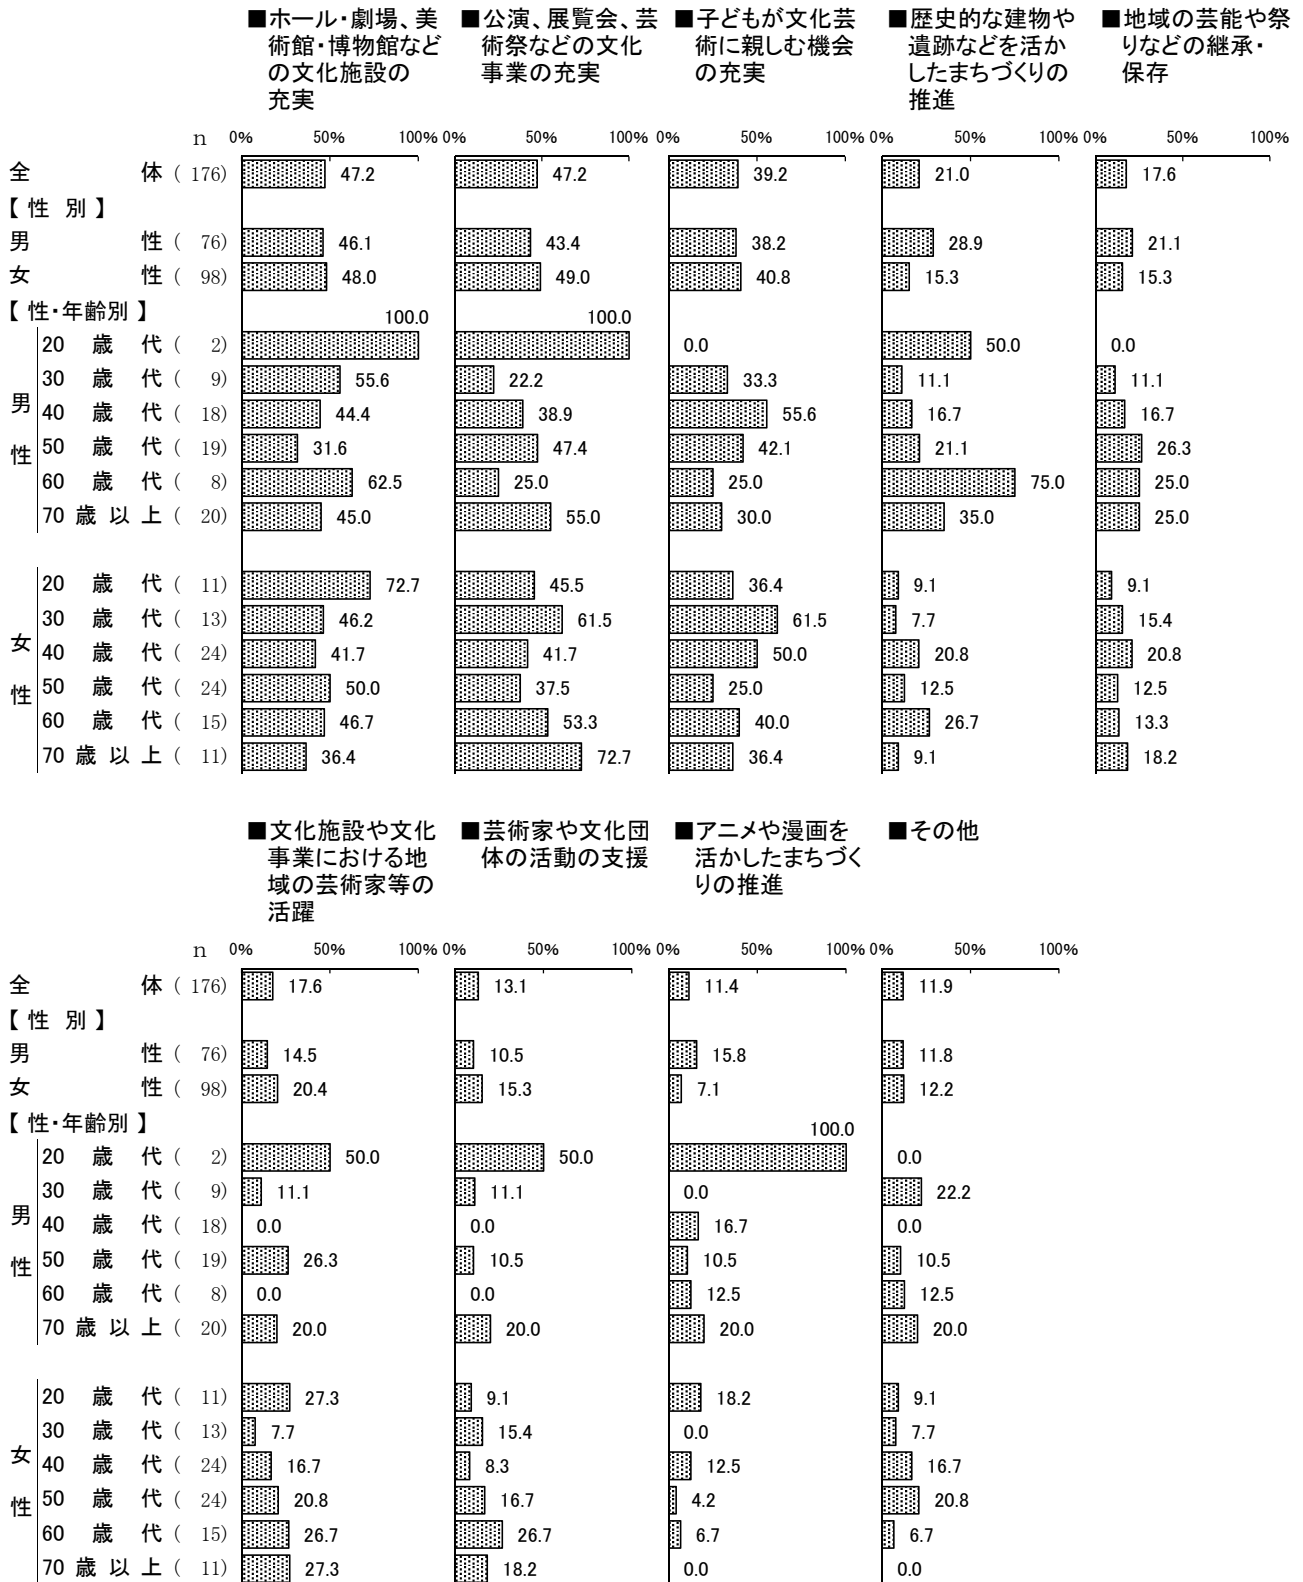 ■ホール・劇場、美 ■公演、展覧会、芸 ■子どもが文化芸 ■歴史的な建物や ■地域の芸能や祭
術館・博物館など 術祭などの文化 術に親しむ機会 遺跡などを活か りなどの継承・
の文化施設の 事業の充実 の充実 したまちづくりの 保存
充実 推進
n 0% 50% 100% 0% 50% 100% 0% 50% 100% 0% 50% 100% 0% 50% 100%
全体 ( 176) 47.2 47.2 39.2 21.0 17.6
【 性 別 】
男性 ( 76) 46.1 43.4 38.2 28.9 21.1
女性 ( 98) 48.0 49.0 40.8 15.3 15.3
【 性・年齢別 】
男性
20 歳 代 ( 2) 100.0 100.0 0.0 50.0 0.0
30 歳 代 ( 9) 55.6 22.2 33.3 11.1 11.1
40 歳 代 ( 18) 44.4 38.9 55.6 16.7 16.7
50 歳 代 ( 19) 31.6 47.4 42.1 21.1 26.3
60 歳 代 ( 8) 62.5 25.0 25.0 75.0 25.0
70 歳 以 上 ( 20) 45.0 55.0 30.0 35.0 25.0
女性
20 歳 代 ( 11) 72.7 45.5 36.4 9.1 9.1
30 歳 代 ( 13) 46.2 61.5 61.5 7.7 15.4
40 歳 代 ( 24) 41.7 41.7 50.0 20.8 20.8
50 歳 代 ( 24) 50.0 37.5 25.0 12.5 12.5
60 歳 代 ( 15) 46.7 53.3 40.0 26.7 13.3
70 歳 以 上 ( 11) 36.4 72.7 36.4 9.1 18.2
■文化施設や文化 ■芸術家や文化団 ■アニメや漫画を ■その他
事業における地 体の活動の支援 活かしたまちづく
域の芸術家等の りの推進
活躍
n 0% 50% 100% 0% 50% 100% 0% 50% 100% 0% 50% 100%
全体 ( 176) 17.6 13.1 11.4 11.9
【 性 別 】
男性 ( 76) 14.5 10.5 15.8 11.8
女性 ( 98) 20.4 15.3 7.1 12.2
【 性・年齢別 】
男性
20 歳 代 ( 2) 50.0 50.0 100.0 0.0
30 歳 代 ( 9) 11.1 11.1 0.0 22.2
40 歳 代 ( 18) 0.0 0.0 16.7 0.0
50 歳 代 ( 19) 26.3 10.5 10.5 10.5
60 歳 代 ( 8) 0.0 0.0 12.5 12.5
70 歳 以 上 ( 20) 20.0 20.0 20.0 20.0
女性
20 歳 代 ( 11) 27.3 9.1 18.2 9.1
30 歳 代 ( 13) 7.7 15.4 0.0 7.7
40 歳 代 ( 24) 16.7 8.3 12.5 16.7
50 歳 代 ( 24) 20.8 16.7 4.2 20.8
60 歳 代 ( 15) 26.7 26.7 6.7 6.7
70 歳 以 上 ( 11) 27.3 18.2 0.0 0.0